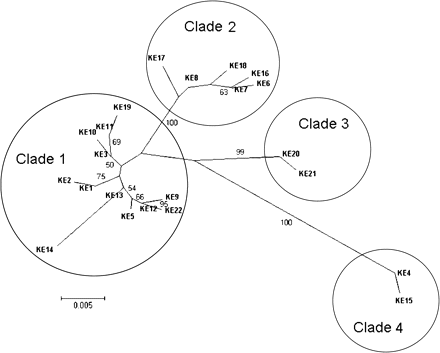 Clade 2
KE17
KE18
KE8
KE16
63
KE7
KE6
100
KE19
KE11
KE10
69
KE3
Clade 1
50
KE2
75
KE1
KE13
54
66
KE9
95
KE5
KE12
KE22
KE14
Clade 3
99
KE20
KE21
100
KE4
KE15
Clade 4
0.005